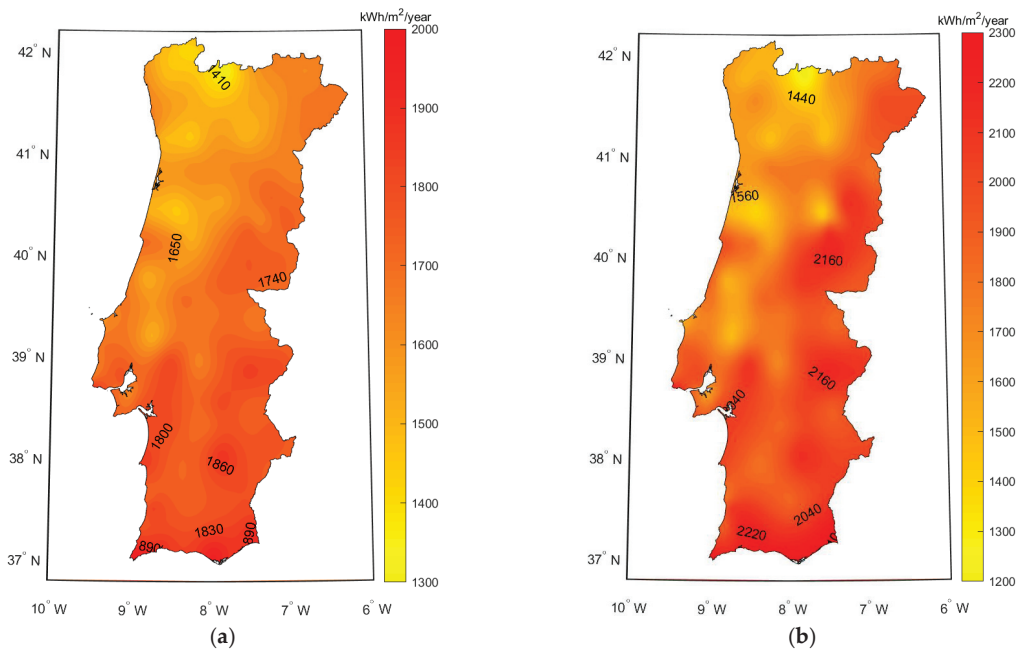 kWh/m²/year
42° N
41° N
40° N
39° N
38° N
37° N
10° W
9° W
8° W
7° W
6° W
1410
1650
1740
1800
1860
1830
890
890
2000
1900
1800
1700
1600
1500
1400
1300
(a)
kWh/m²/year
42° N
41° N
40° N
39° N
38° N
37° N
10° W
9° W
8° W
7° W
6° W
1440
1560
2160
2160
2040
2220
2300
2200
2100
2000
1900
1800
1700
1600
1500
1400
1300
1200
(b)